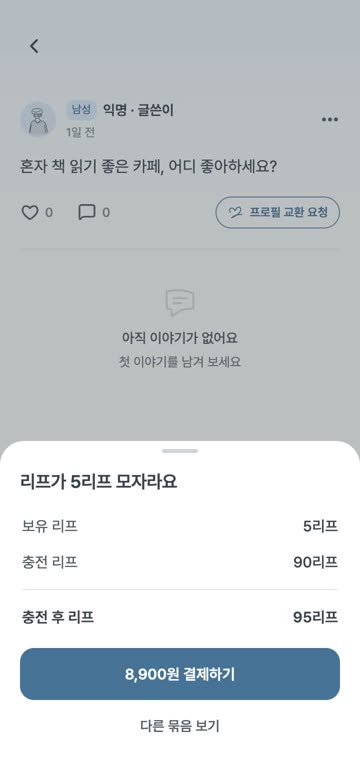 남성 익명 · 글쓴이
1일 전
혼자 책 읽기 좋은 카페, 어디 좋아하세요?
0 0 프로필 교환 요청
아직 이야기가 없어요
첫 이야기를 남겨 보세요
리프가 5리프 모자라요
보유 리프 5리프
충전 리프 90리프
충전 후 리프 95리프
8,900원 결제하기
다른 묶음 보기